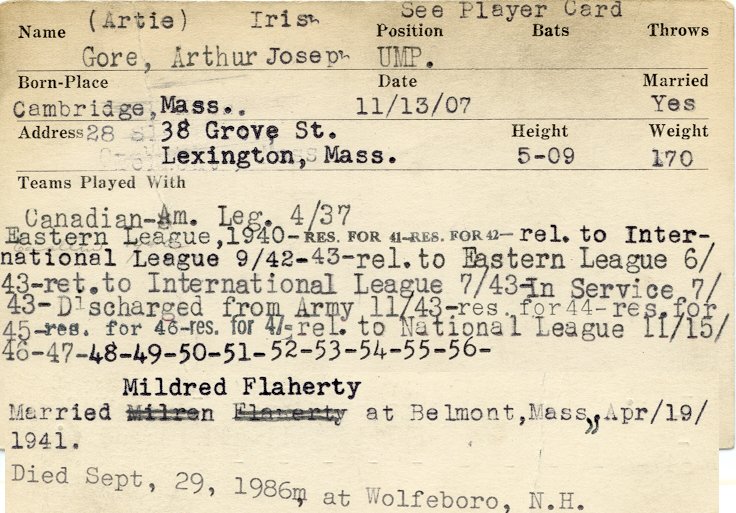 See Player Card
Name (Artie) Irish Position Bats Throws
Gore, Arthur Joseph UMP.
Born-Place Date Married
Cambridge, Mass.. 11/13/07 Yes
Address 28 38 Grove St. Height Weight
Lexington, Mass. 5-09 170
Teams Played With
Canadian-Am. Leg. 4/37
Eastern League, 1940- RES. FOR 41-RES. FOR 42- rel. to Inter-
national League 9/42-43-rel. to Eastern League 6/
43-ret. to International League 7/43-In Service 7/
43- Discharged from Army 11/43-res. for 44- res. for
45-res. for 46-res. for 47- rel. to National League 11/15/
46-47-48-49-50-51-52-53-54-55-56-
Mildred Flaherty
Married Milren Flaherty at Belmont, Mass,, Apr/19/
1941.
Died Sept, 29, 1986m, at Wolfeboro, N.H.